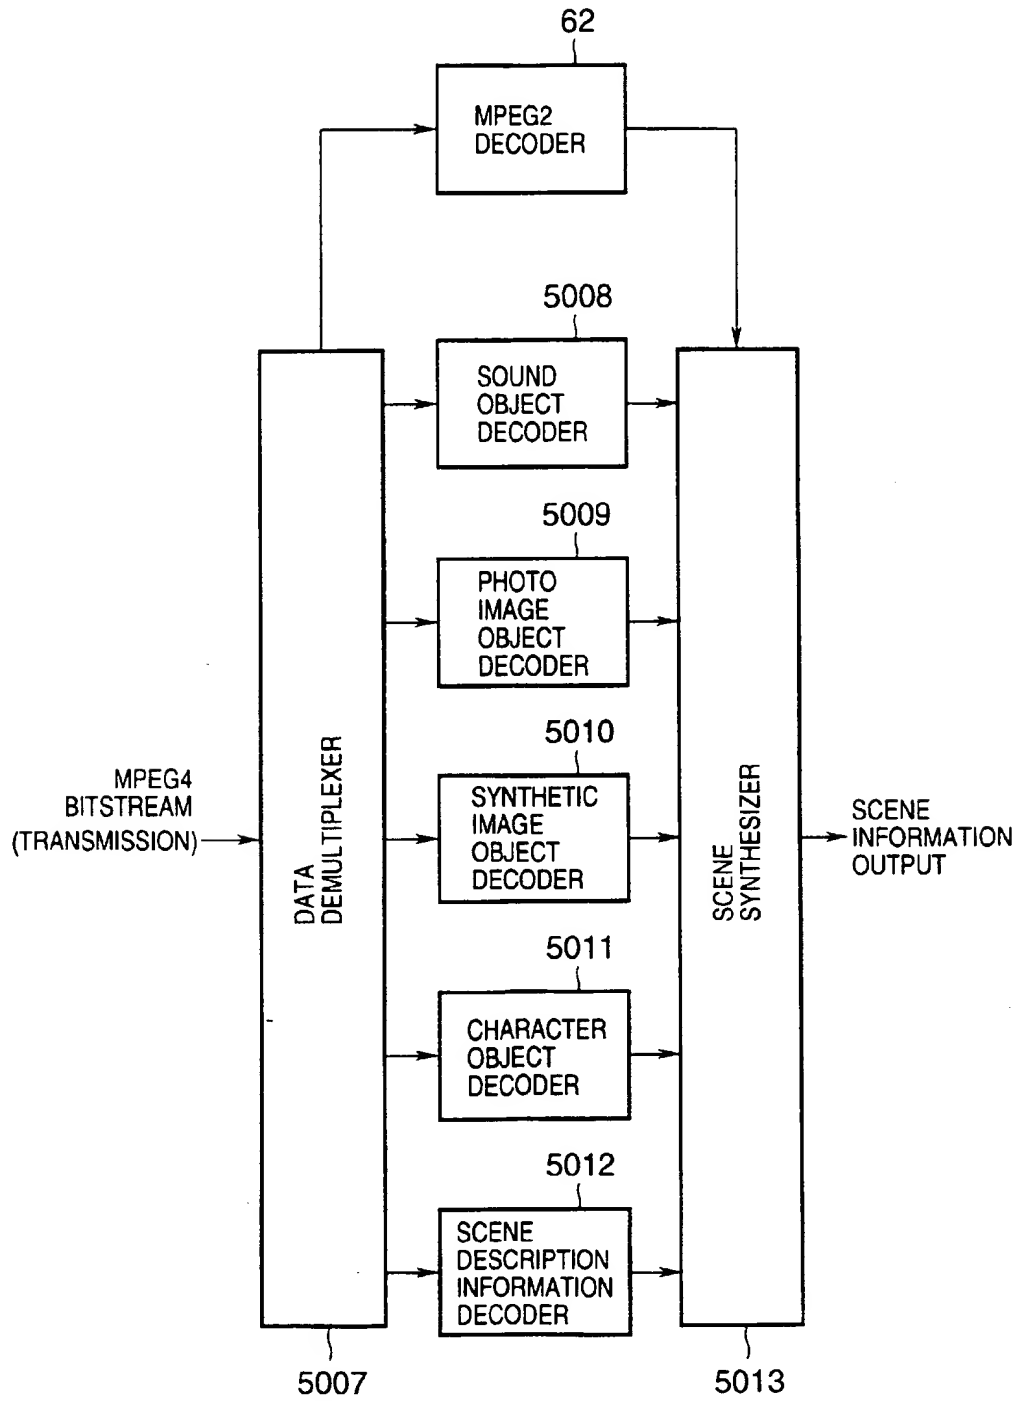 62
MPEG2
DECODER
5008
SOUND
OBJECT
DECODER
5009
PHOTO
IMAGE
OBJECT
DECODER
5010
SYNTHETIC
IMAGE
OBJECT
DECODER
5011
CHARACTER
OBJECT
DECODER
5012
SCENE
DESCRIPTION
INFORMATION
DECODER
MPEG4
BITSTREAM
(TRANSMISSION)
DATA
DEMULTIPLEXER
5007
SCENE
SYNTHESIZER
5013
SCENE
INFORMATION
OUTPUT